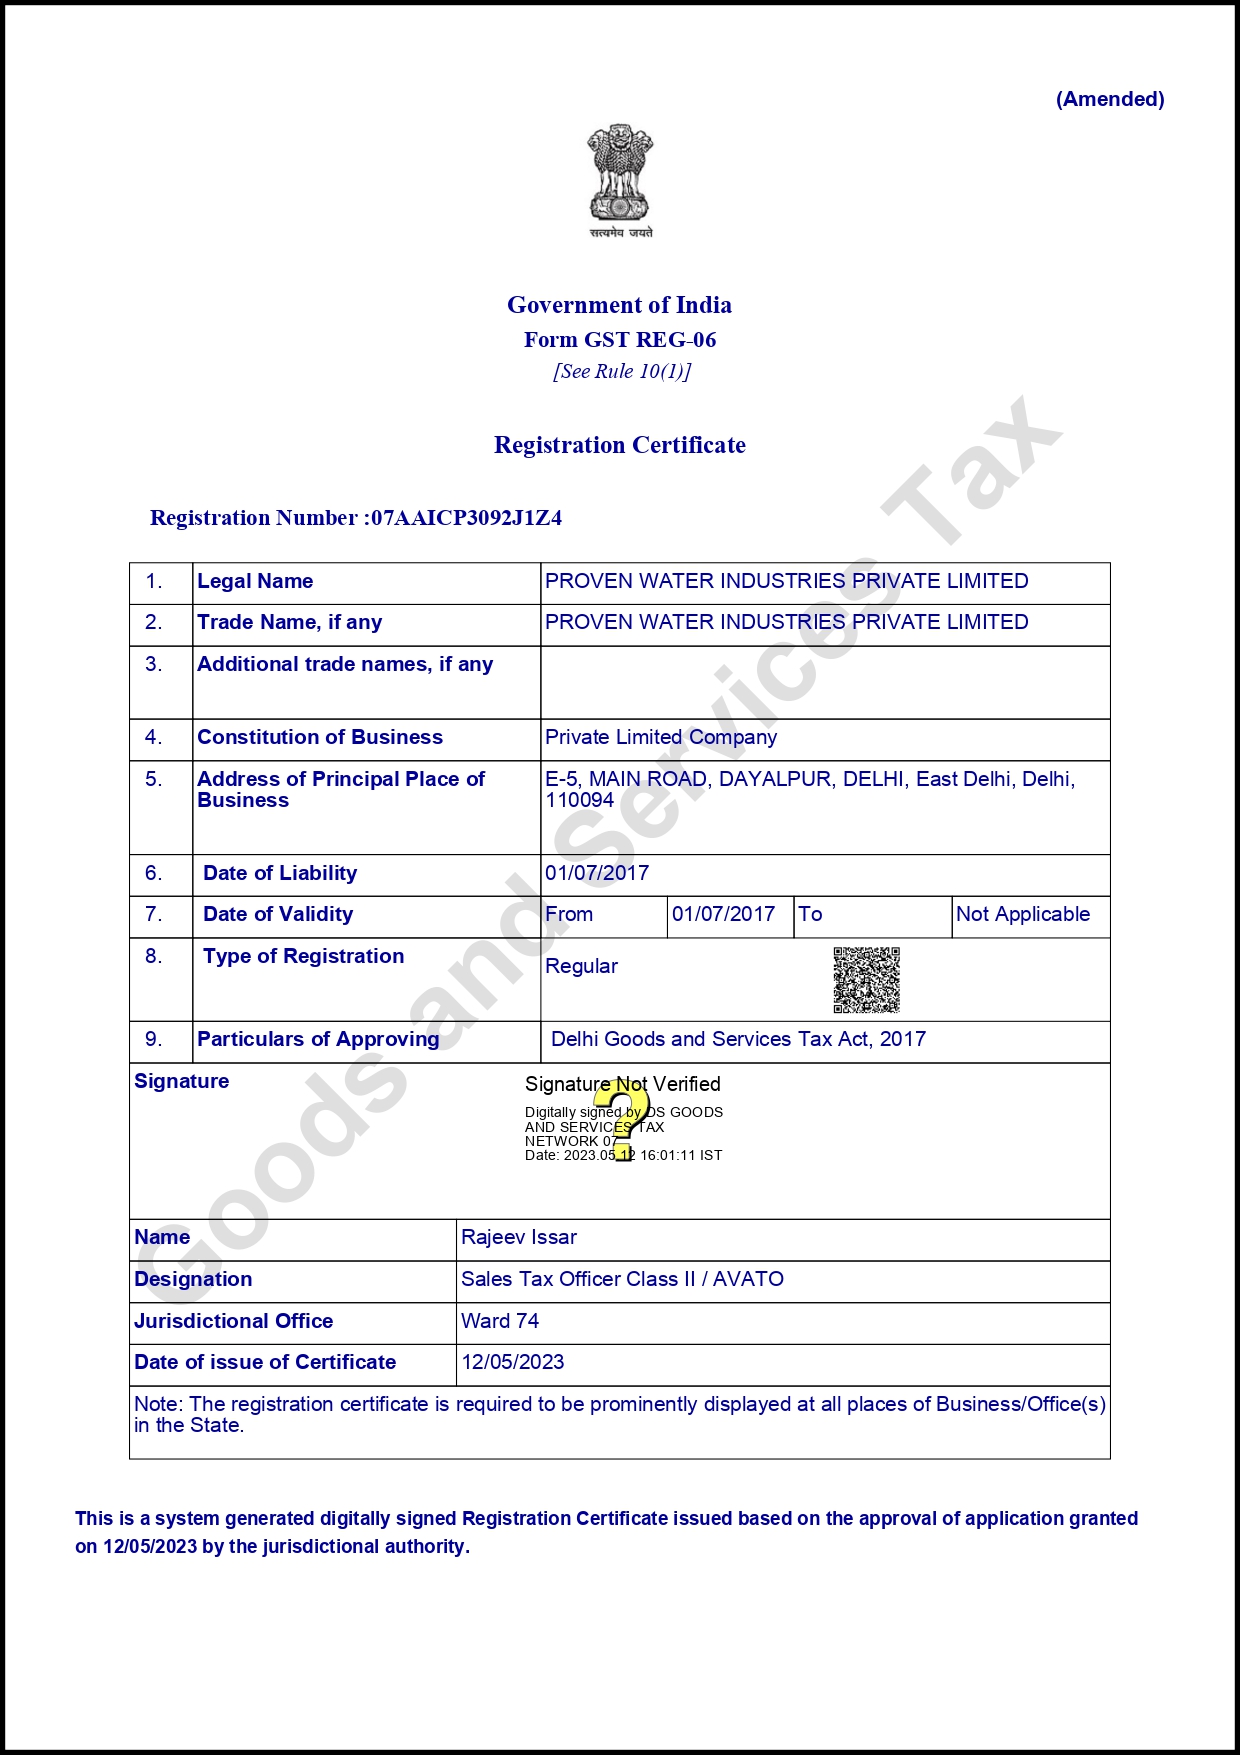 (Amended)
सत्यमेव जयते
Government of India
Form GST REG-06
[See Rule 10(1)]
Registration Certificate
Registration Number :07AAICP3092J1Z4
1. Legal Name PROVEN WATER INDUSTRIES PRIVATE LIMITED
2. Trade Name, if any PROVEN WATER INDUSTRIES PRIVATE LIMITED
3. Additional trade names, if any
4. Constitution of Business Private Limited Company
5. Address of Principal Place of
Business
E-5, MAIN ROAD, DAYALPUR, DELHI, East Delhi, Delhi,
110094
6. Date of Liability 01/07/2017
7. Date of Validity From 01/07/2017 To Not Applicable
8. Type of Registration Regular
9. Particulars of Approving Delhi Goods and Services Tax Act, 2017
Signature
Signature Not Verified
Digitally signed by DS GOODS
AND SERVICES TAX
NETWORK 07
Date: 2023.05.12 16:01:11 IST
Name Rajeev Issar
Designation Sales Tax Officer Class II / AVATO
Jurisdictional Office Ward 74
Date of issue of Certificate 12/05/2023
Note: The registration certificate is required to be prominently displayed at all places of Business/Office(s)
in the State.
This is a system generated digitally signed Registration Certificate issued based on the approval of application granted
on 12/05/2023 by the jurisdictional authority.
Goods and Services Tax